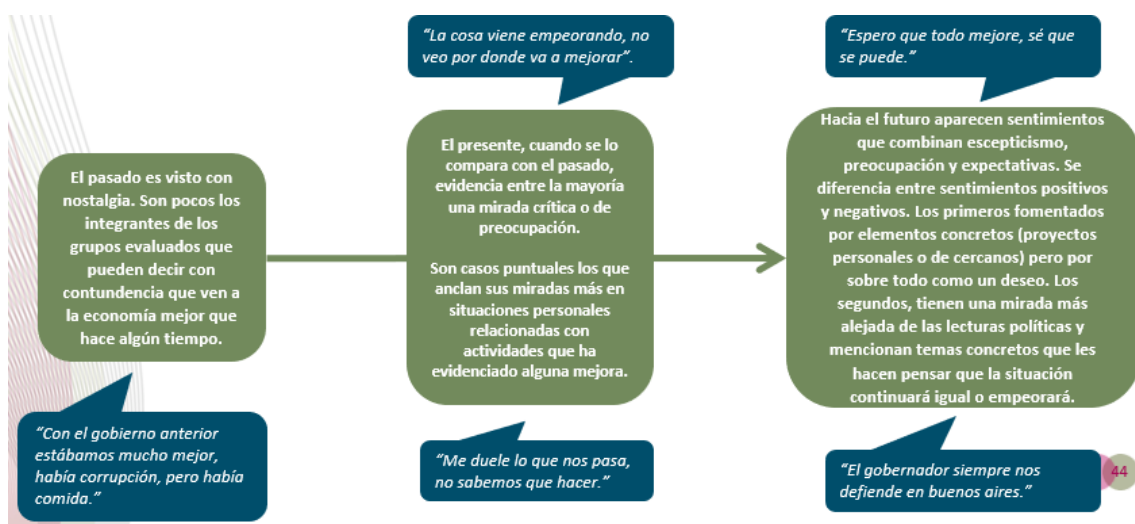 “La cosa viene empeorando, no
veo por donde va a mejorar”.
“Espero que todo mejore, sé que
se puede.”
El pasado es visto con
nostalgia. Son pocos los
integrantes de los
grupos evaluados que
pueden decir con
contundencia que ven a
la economía mejor que
hace algún tiempo.
El presente, cuando se lo
compara con el pasado,
evidencia entre la mayoría
una mirada crítica o de
preocupación.
Son casos puntuales los que
anclan sus miradas más en
situaciones personales
relacionadas con
actividades que ha
evidenciado alguna mejora.
Hacia el futuro aparecen sentimientos
que combinan escepticismo,
preocupación y expectativas. Se
diferencia entre sentimientos positivos
y negativos. Los primeros fomentados
por elementos concretos (proyectos
personales o de cercanos) pero por
sobre todo como un deseo. Los
segundos, tienen una mirada más
alejada de las lecturas políticas y
mencionan temas concretos que les
hacen pensar que la situación
continuará igual o empeorará.
“Con el gobierno anterior
estábamos mucho mejor,
había corrupción, pero había
comida.”
“Me duele lo que nos pasa,
no sabemos que hacer.”
“El gobernador siempre nos
defiende en buenos aires.”
44